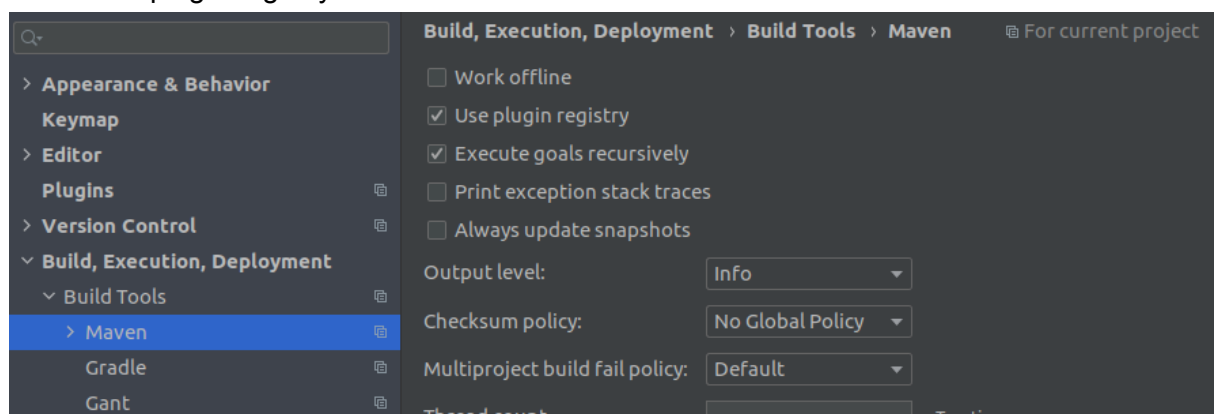 Build, Execution, Deployment › Build Tools › Maven For current project
Appearance & Behavior
Keymap
Editor
Plugins
Version Control
Build, Execution, Deployment
Build Tools
Maven
Gradle
Gant
Work offline
Use plugin registry
Execute goals recursively
Print exception stack traces
Always update snapshots
Output level: Info
Checksum policy: No Global Policy
Multiproject build fail policy: Default